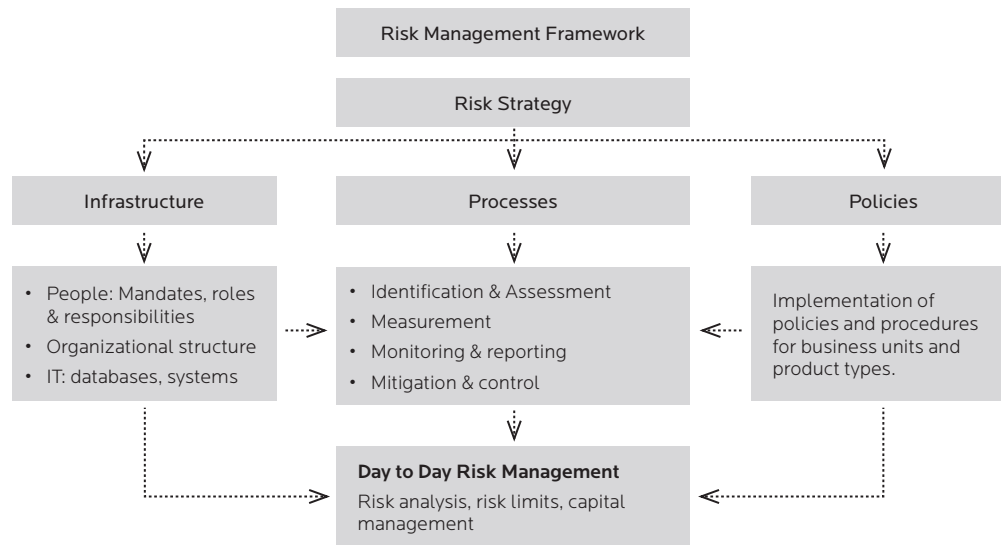 Risk Management Framework
Risk Strategy
Infrastructure
Processes
Policies
• People: Mandates, roles
& responsibilities
• Organizational structure
• IT: databases, systems
• Identification & Assessment
• Measurement
• Monitoring & reporting
• Mitigation & control
Implementation of
policies and procedures
for business units and
product types.
Day to Day Risk Management
Risk analysis, risk limits, capital
management